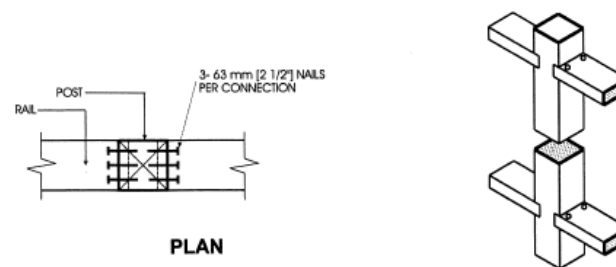 3- 63 mm [2 1/2"] NAILS
PER CONNECTION
POST
RAIL
PLAN